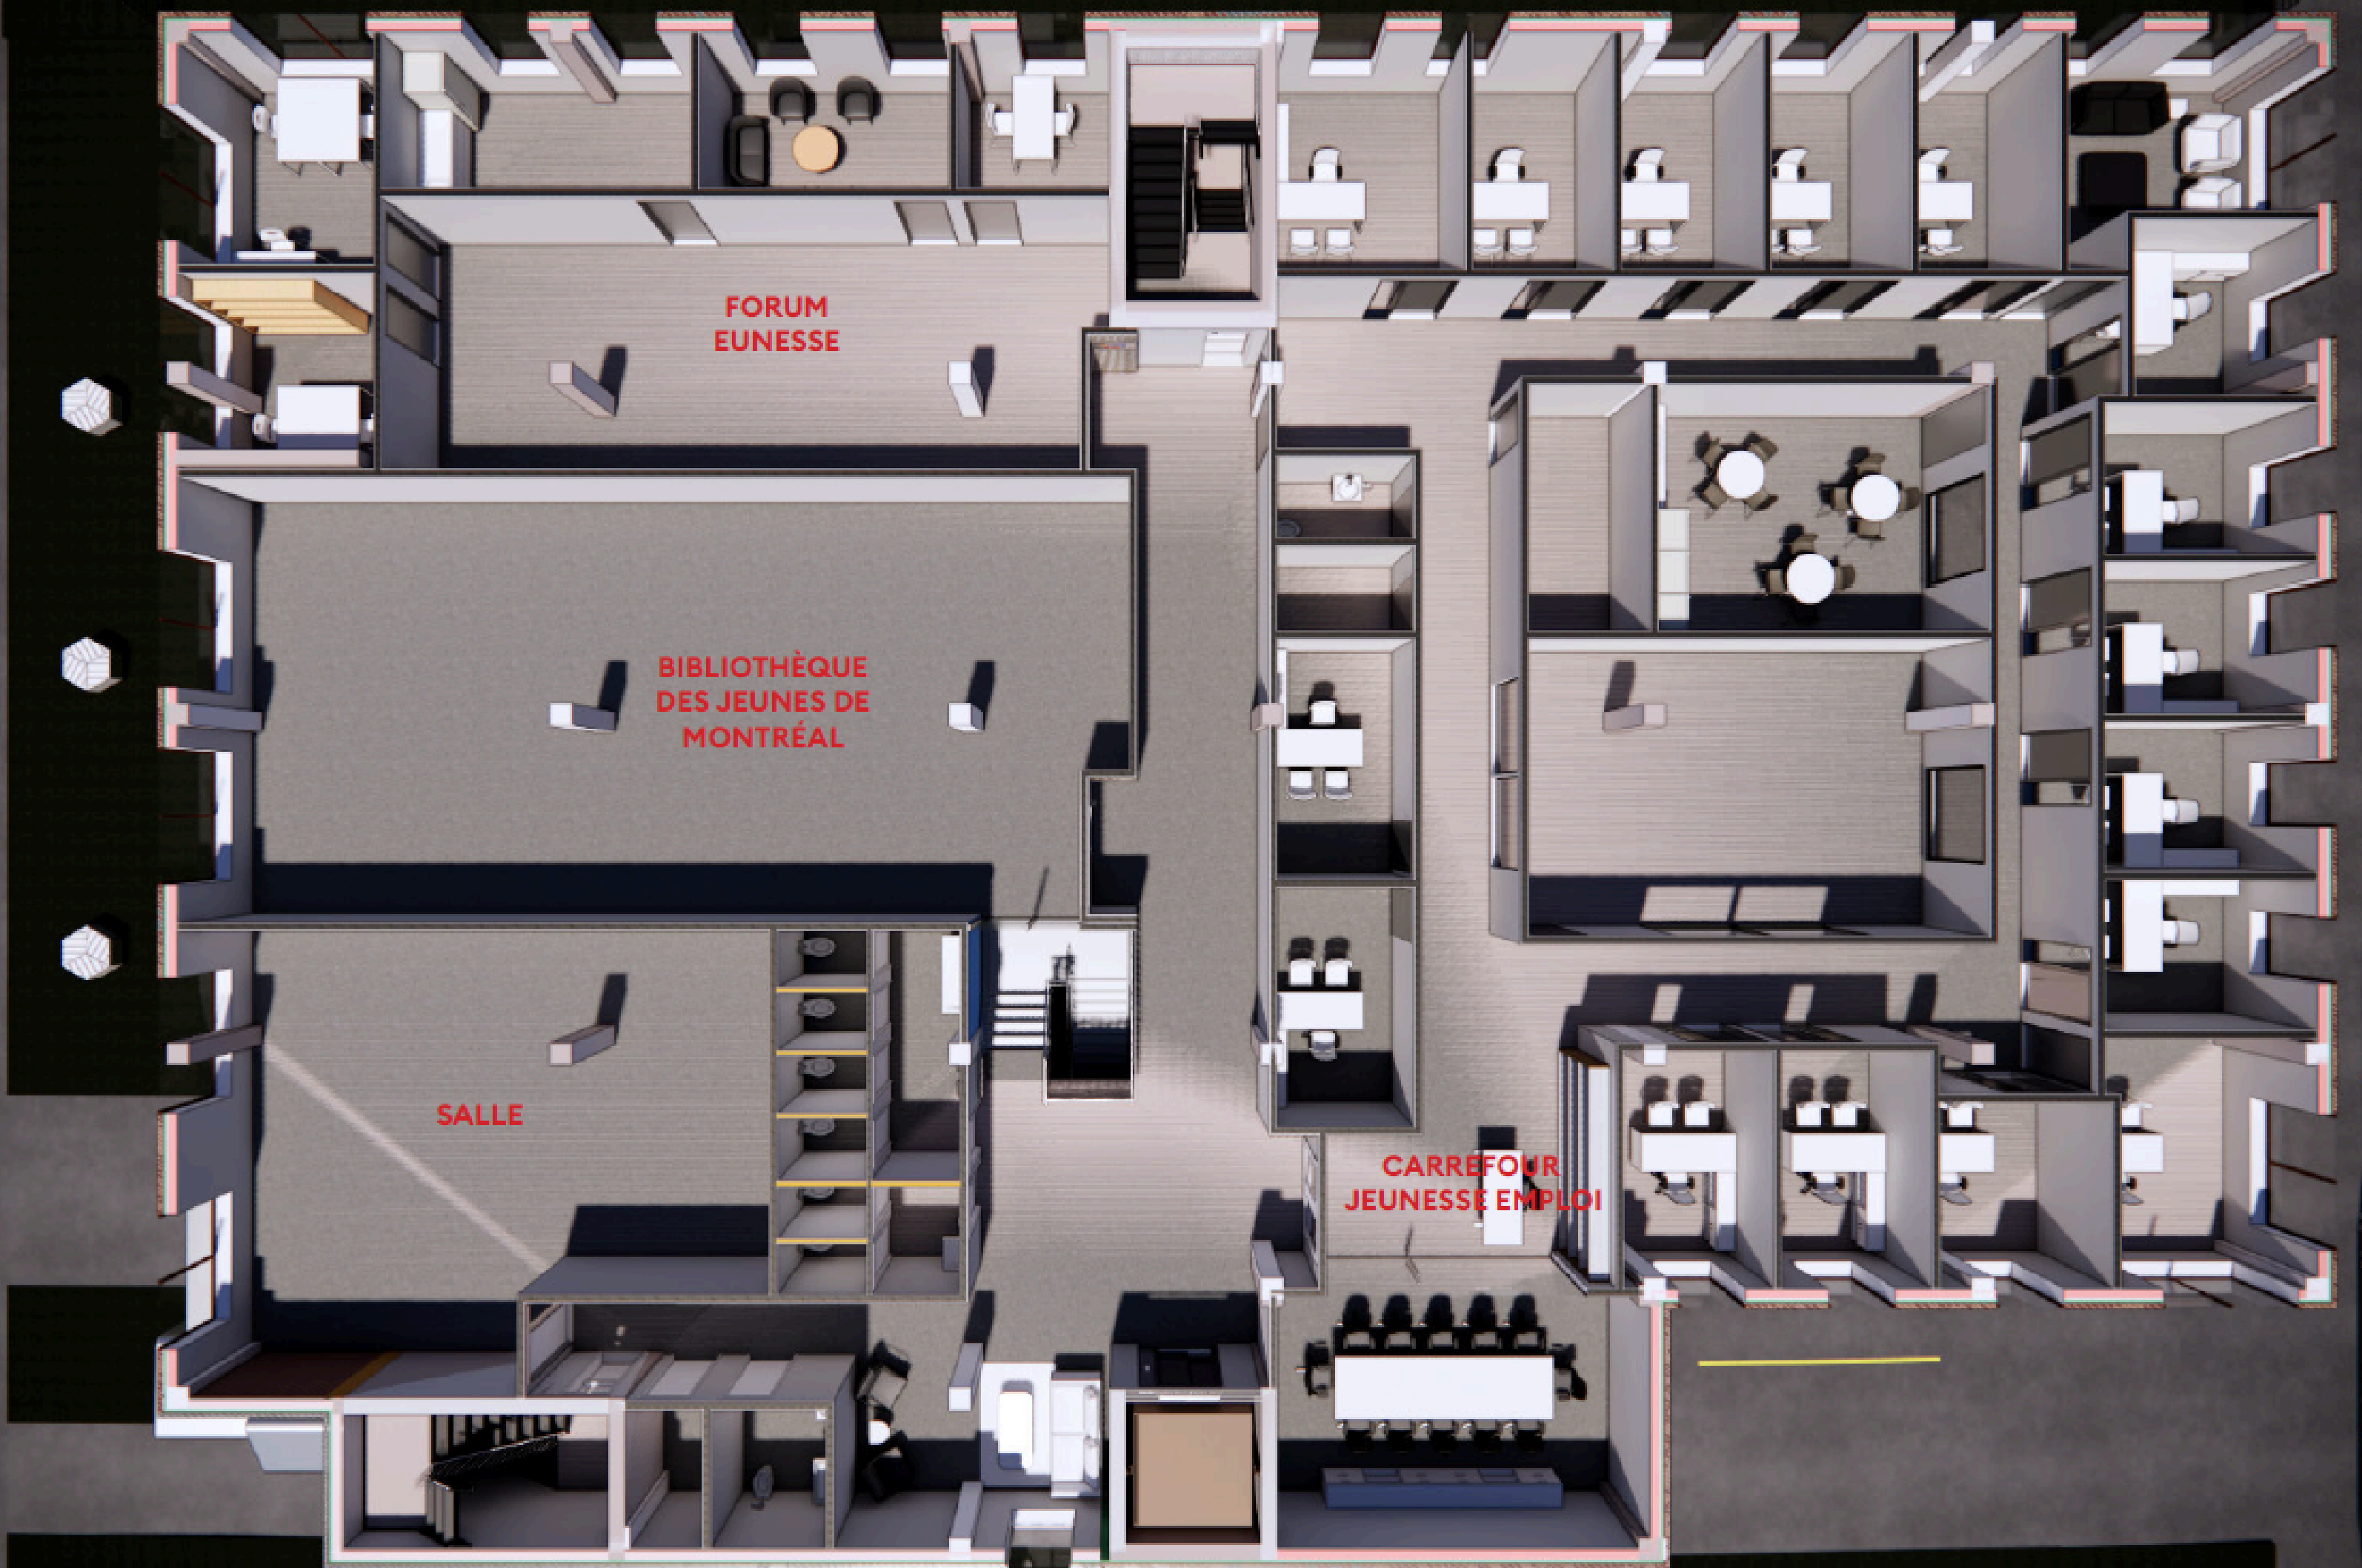 FORUM
EUNESSE
BIBLIOTHÈQUE
DES JEUNES DE
MONTRÉAL
SALLE
CARREFOUR
JEUNESSE EMPLOI